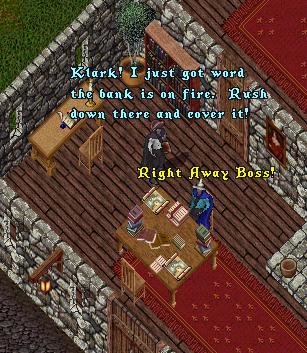 Klark! I just got word
the bank is on fire. Rush
down there and cover it!
Right Away Boss!